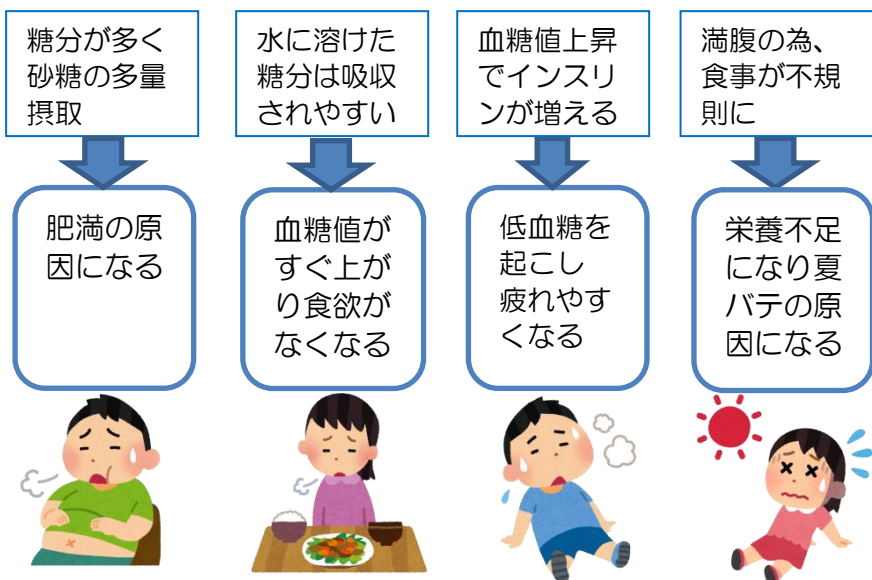 糖分が多く
砂糖の多量
摂取
水に溶けた
糖分は吸収
されやすい
血糖値上昇
でインスリ
ンが増える
満腹の為、
食事が不規
則に
肥満の原
因になる
血糖値が
すぐ上が
り食欲が
なくなる
低血糖を
起こし
疲れやす
くなる
栄養不足
になり夏
バテの原
因になる